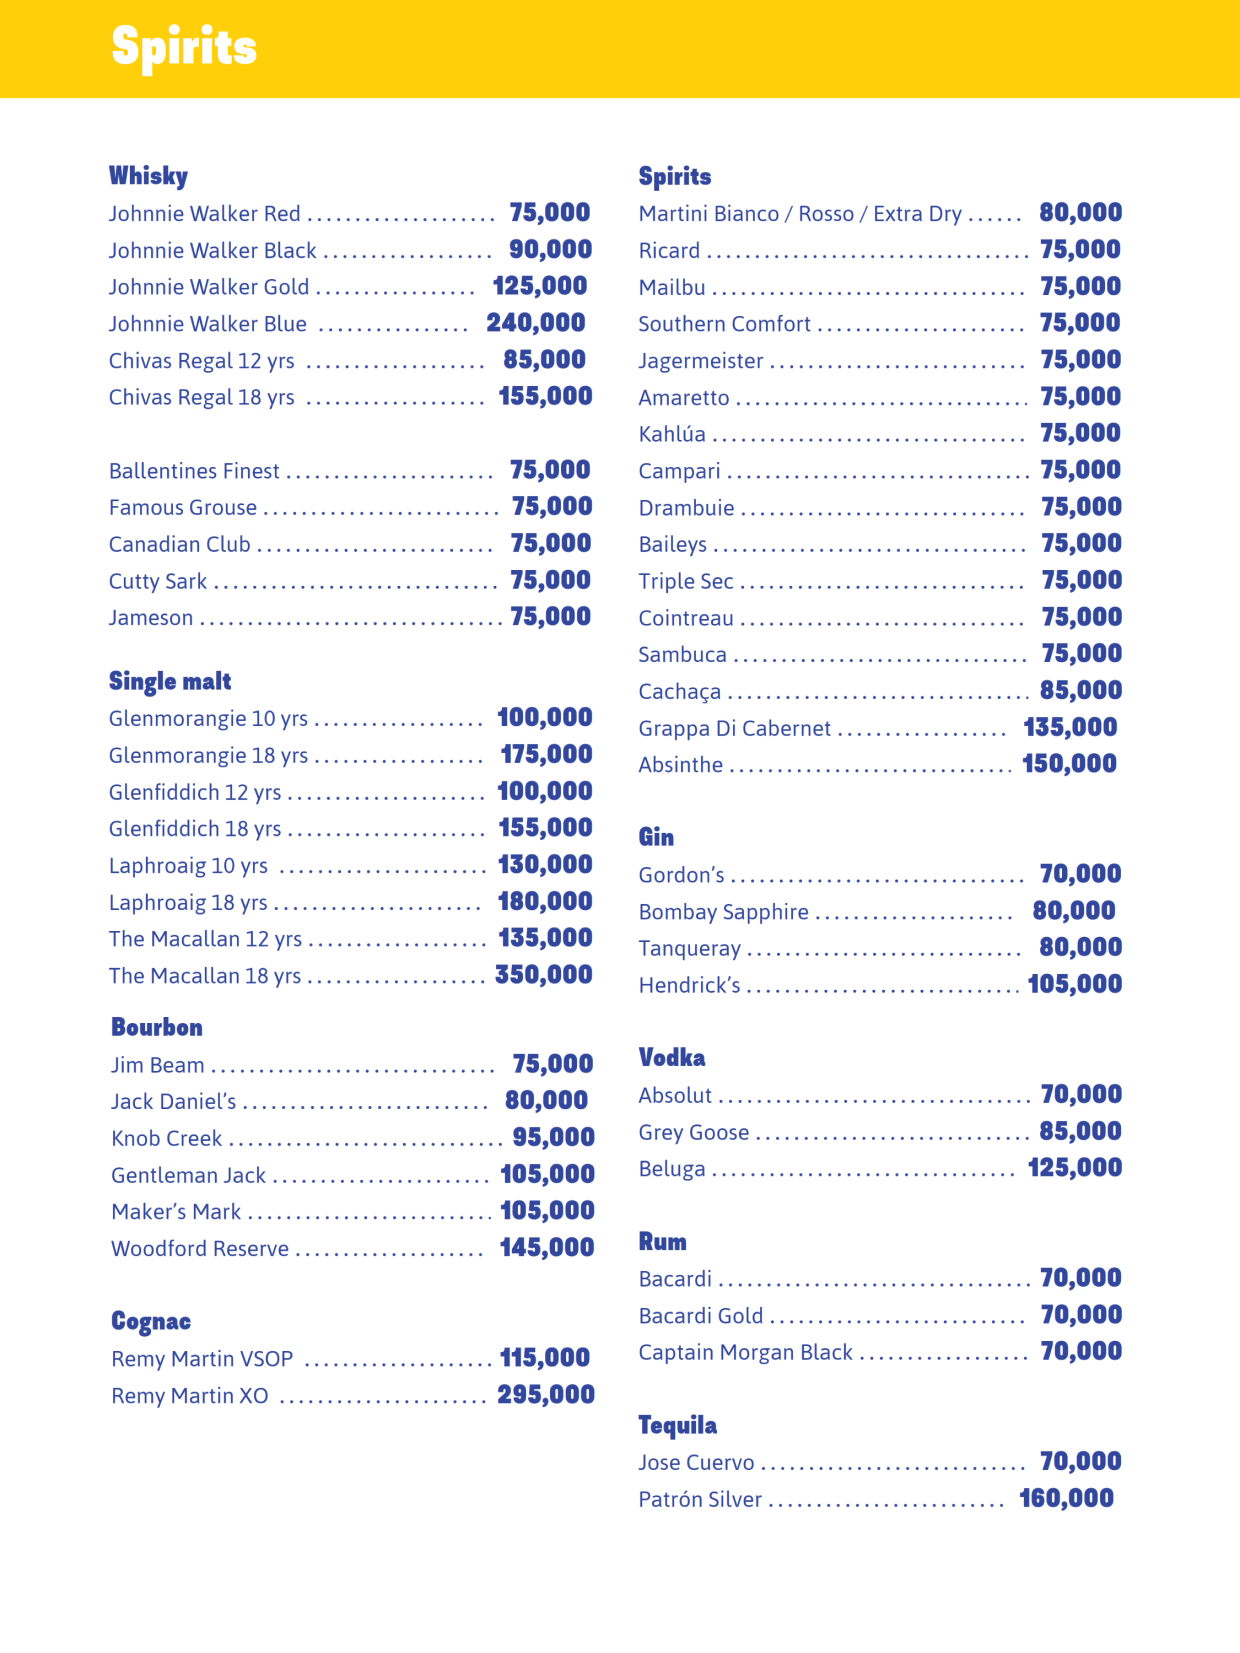 Spirits
Whisky
Johnnie Walker Red .................... 75,000
Johnnie Walker Black .................. 90,000
Johnnie Walker Gold ................. 125,000
Johnnie Walker Blue ................ 240,000
Chivas Regal 12 yrs ................... 85,000
Chivas Regal 18 yrs ................... 155,000
Ballentines Finest ...................... 75,000
Famous Grouse ......................... 75,000
Canadian Club ......................... 75,000
Cutty Sark .............................. 75,000
Jameson ................................ 75,000
Single malt
Glenmorangie 10 yrs .................. 100,000
Glenmorangie 18 yrs .................. 175,000
Glenfiddich 12 yrs ..................... 100,000
Glenfiddich 18 yrs ..................... 155,000
Laphroaig 10 yrs ...................... 130,000
Laphroaig 18 yrs ...................... 180,000
The Macallan 12 yrs ................... 135,000
The Macallan 18 yrs ................... 350,000
Bourbon
Jim Beam .............................. 75,000
Jack Daniel’s .......................... 80,000
Knob Creek ............................. 95,000
Gentleman Jack ....................... 105,000
Maker’s Mark .......................... 105,000
Woodford Reserve .................... 145,000
Cognac
Remy Martin VSOP .................... 115,000
Remy Martin XO ...................... 295,000
Spirits
Martini Bianco / Rosso / Extra Dry ...... 80,000
Ricard .................................. 75,000
Mailbu ................................. 75,000
Southern Comfort ...................... 75,000
Jagermeister ........................... 75,000
Amaretto ............................... 75,000
Kahlúa ................................. 75,000
Campari ................................ 75,000
Drambuie .............................. 75,000
Baileys ................................. 75,000
Triple Sec .............................. 75,000
Cointreau .............................. 75,000
Sambuca ............................... 75,000
Cachaça ................................ 85,000
Grappa Di Cabernet .................. 135,000
Absinthe .............................. 150,000
Gin
Gordon’s ............................... 70,000
Bombay Sapphire ..................... 80,000
Tanqueray ............................. 80,000
Hendrick’s ............................. 105,000
Vodka
Absolut ................................. 70,000
Grey Goose ............................. 85,000
Beluga ................................ 125,000
Rum
Bacardi ................................. 70,000
Bacardi Gold ........................... 70,000
Captain Morgan Black .................. 70,000
Tequila
Jose Cuervo ............................ 70,000
Patrón Silver ......................... 160,000